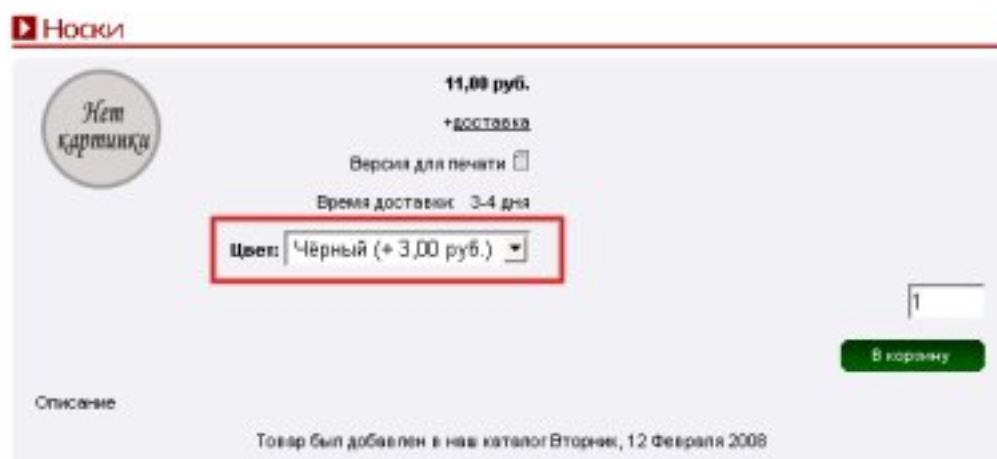 Носки
Нет
картинки
11,00 руб.
+доставка
Версия для печати
Время доставки: 3-4 дня
Цвет: Чёрный (+ 3,00 руб.)
1
В корзину
Описание
Товар был добавлен в наш каталог Вторник, 12 Февраля 2008